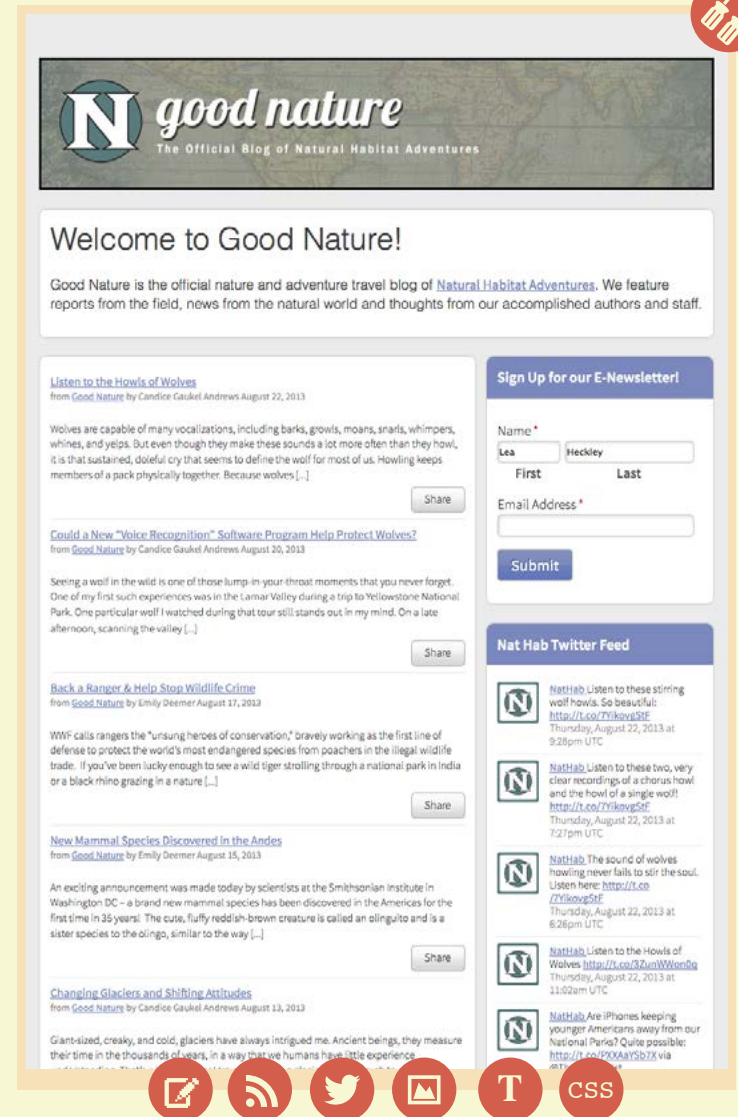 N
good nature
The Official Blog of Natural Habitat Adventures
Welcome to Good Nature!
Good Nature is the official nature and adventure travel blog of Natural Habitat Adventures. We feature
reports from the field, news from the natural world and thoughts from our accomplished authors and staff.
Listen to the Howls of Wolves
from Good Nature by Candice Gaukel Andrews August 22, 2013
Wolves are capable of many vocalizations, including barks, growls, moans, snarls, whimpers,
whines, and yelps. But even though they make these sounds a lot more often than they howl,
it is that sustained, doleful cry that seems to define the wolf for most of us. Howling keeps
members of a pack physically together. Because wolves [...]
Share
Could a New "Voice Recognition" Software Program Help Protect Wolves?
from Good Nature by Candice Gaukel Andrews August 20, 2013
Seeing a wolf in the wild is one of those lump-in-your-throat moments that you never forget.
One of my first such experiences was in the Lamar Valley during a trip to Yellowstone National
Park. One particular wolf I watched during that tour still stands out in my mind. On a late
afternoon, scanning the valley [...]
Share
Back a Ranger & Help Stop Wildlife Crime
from Good Nature by Emily Deemer August 17, 2013
WWF calls rangers the "unsung heroes of conservation," bravely working as the first line of
defense to protect the world's most endangered species from poachers in the illegal wildlife
trade. If you've been lucky enough to see a wild tiger strolling through a national park in India
or a black rhino grazing in a nature [...]
Share
New Mammal Species Discovered in the Andes
from Good Nature by Emily Deemer August 15, 2013
An exciting announcement was made today by scientists at the Smithsonian Institute in
Washington DC – a brand new mammal species has been discovered in the Americas for the
first time in 35 years! The cute, fluffy reddish-brown creature is called an olinguito and is a
sister species to the olingo, similar to the way [...]
Share
Changing Glaciers and Shifting Attitudes
from Good Nature by Candice Gaukel Andrews August 13, 2013
Giant-sized, creaky, and cold, glaciers have always intrigued me. Ancient beings, they measure
their time in the thousands of years, in a way that we humans have little experience
Sign Up for our E-Newsletter!
Name *
Lea Heckley
First Last
Email Address *
Submit
Nat Hab Twitter Feed
N
NatHab Listen to these stirring
wolf howls. So beautiful:
http://t.co/7YikovgStF
Thursday, August 22, 2013 at
9:28pm UTC
N
NatHab Listen to these two, very
clear recordings of a chorus howl
and the howl of a single wolf!
http://t.co/7YikovgStF
Thursday, August 22, 2013 at
7:27pm UTC
N
NatHab The sound of wolves
howling never fails to stir the soul.
Listen here: http://t.co
/7YikovgStF
Thursday, August 22, 2013 at
6:26pm UTC
N
NatHab Listen to the Howls of
Wolves http://t.co/3ZunWWon0q
Thursday, August 22, 2013 at
11:02am UTC
N
NatHab Are iPhones keeping
younger Americans away from our
National Parks? Quite possible:
http://t.co/PXXAaYSb7X via
T
CSS